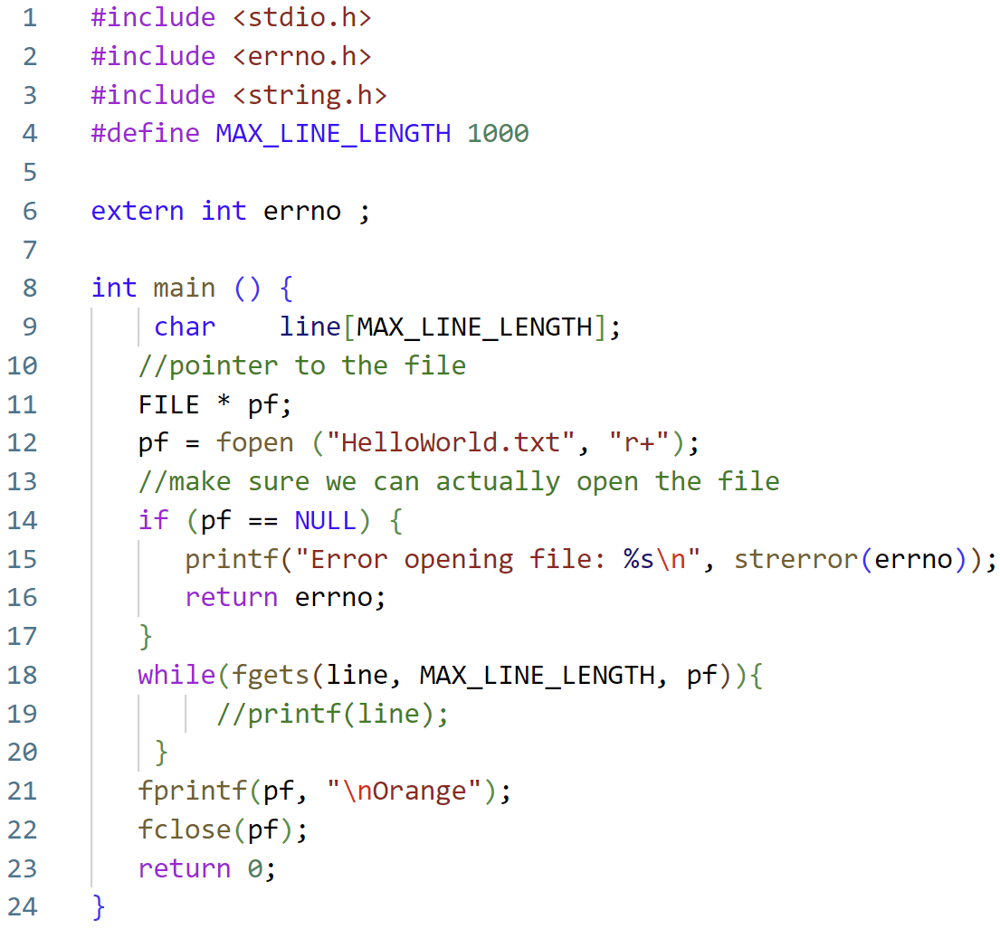 1 #include <stdio.h>
2 #include <errno.h>
3 #include <string.h>
4 #define MAX_LINE_LENGTH 1000
5
6 extern int errno ;
7
8 int main () {
9 char line[MAX_LINE_LENGTH];
10 //pointer to the file
11 FILE * pf;
12 pf = fopen ("HelloWorld.txt", "r+");
13 //make sure we can actually open the file
14 if (pf == NULL) {
15 printf("Error opening file: %s\n", strerror(errno));
16 return errno;
17 }
18 while(fgets(line, MAX_LINE_LENGTH, pf)){
19 //printf(line);
20 }
21 fprintf(pf, "\nOrange");
22 fclose(pf);
23 return 0;
24 }